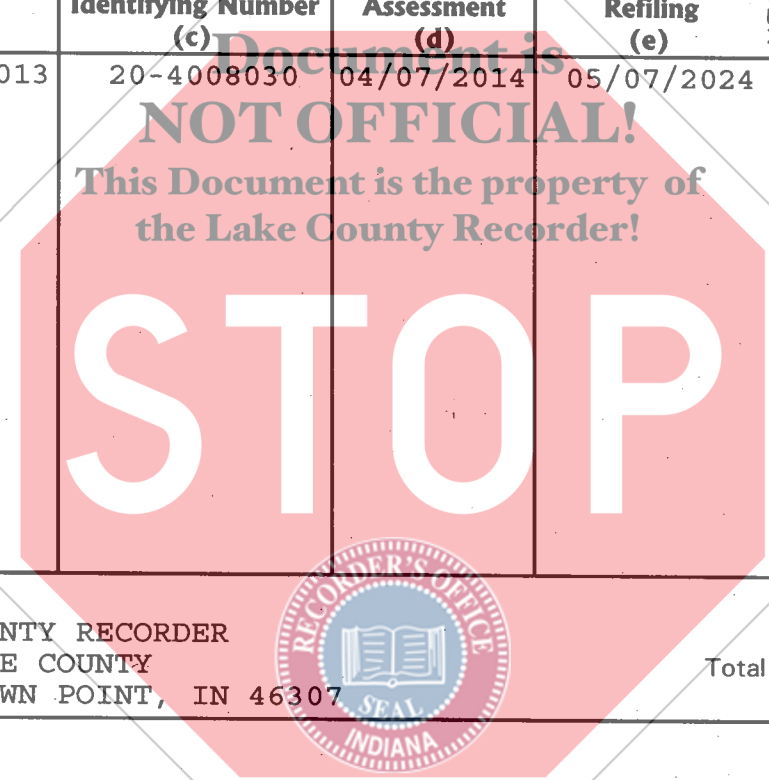 Identifying Number Assessment Refiling
(c) (d) (e)
Document is
013 20-4008030 04/07/2014 05/07/2024
NOT OFFICIAL!
This Document is the property of
the Lake County Recorder!
STOP
NTY RECORDER
E COUNTY
WN POINT, IN 46307
Total
RECORDER'S OFFICE
SEAL
INDIANA